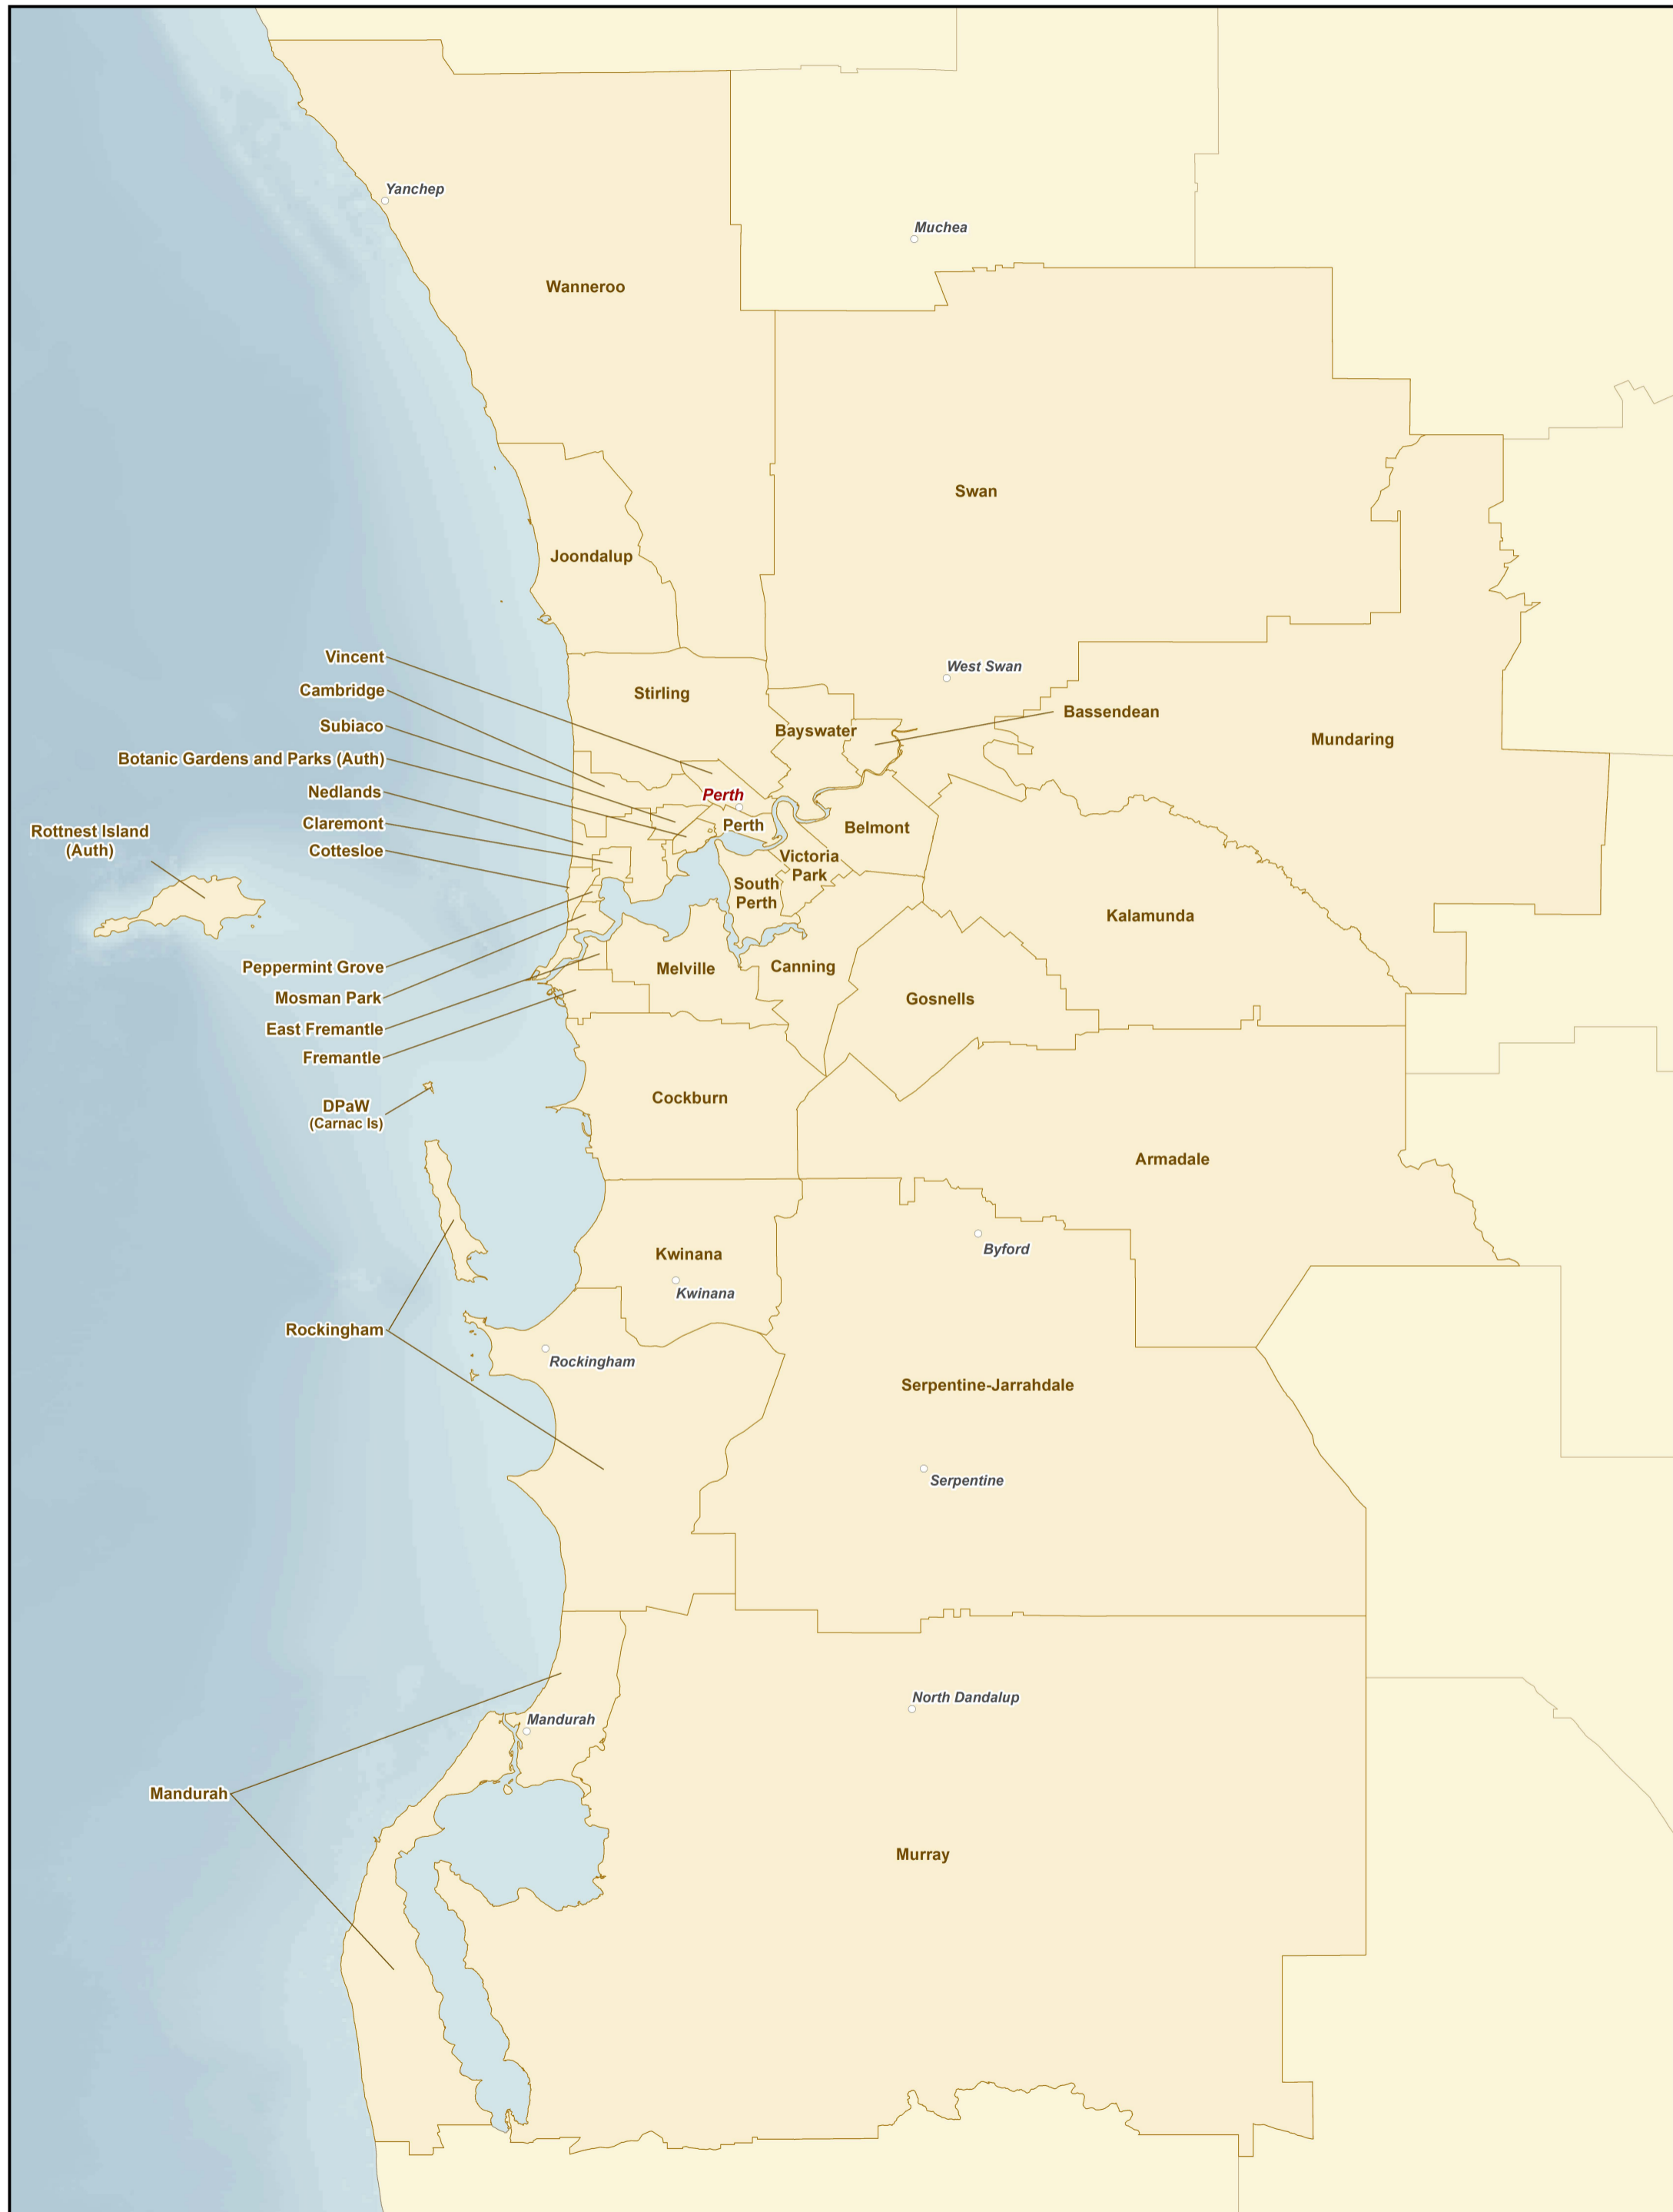 Yanchep
Muchea
Wanneroo
Swan
Joondalup
Vincent
West Swan
Cambridge
Stirling
Bassendean
Subiaco
Bayswater
Mundaring
Botanic Gardens and Parks (Auth)
Nedlands
Perth
Claremont
Perth
Belmont
Rottnest Island
(Auth)
Cottesloe
Victoria
Park
South
Perth
Kalamunda
Peppermint Grove
Melville
Canning
Mosman Park
Gosnells
East Fremantle
Fremantle
Cockburn
DPaW
(Carnac Is)
Armadale
Kwinana
Byford
Kwinana
Rockingham
Rockingham
Serpentine-Jarrahdale
Serpentine
North Dandalup
Mandurah
Mandurah
Murray